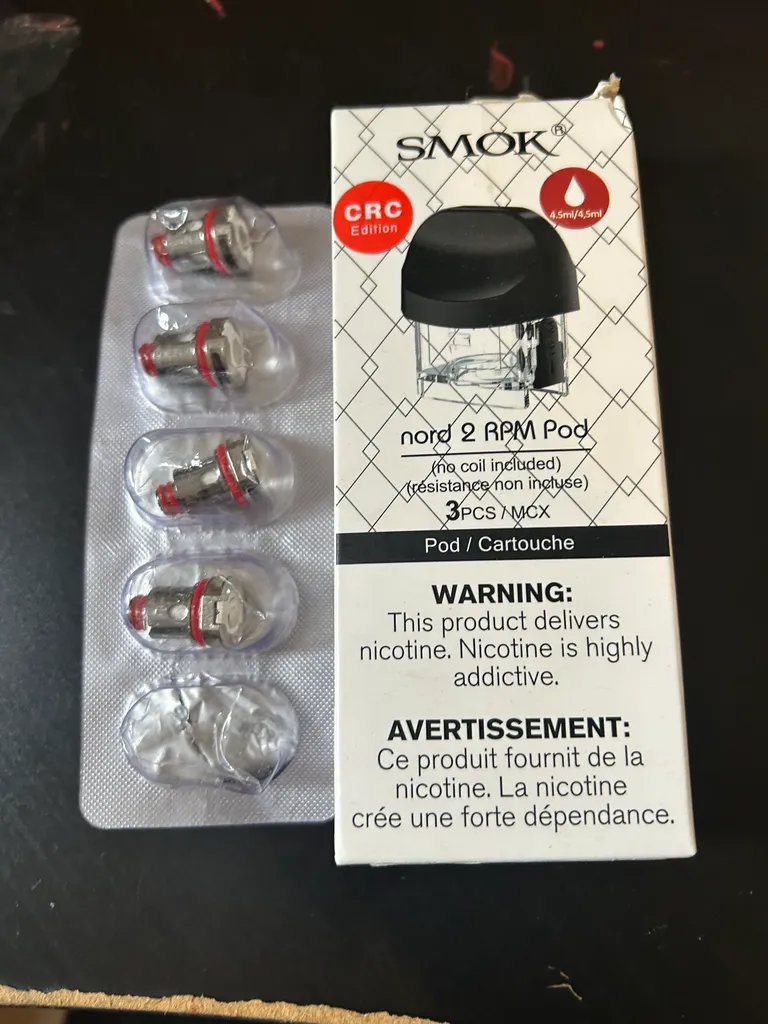 SMOK®
CRC
Edition
4.5ml/4,5ml
nord 2 RPM Pod
(no coil included)
(résistance non incluse)
3PCS / MCX
Pod / Cartouche
WARNING:
This product delivers
nicotine. Nicotine is highly
addictive.
AVERTISSEMENT:
Ce produit fournit de la
nicotine. La nicotine
crée une forte dépendance.